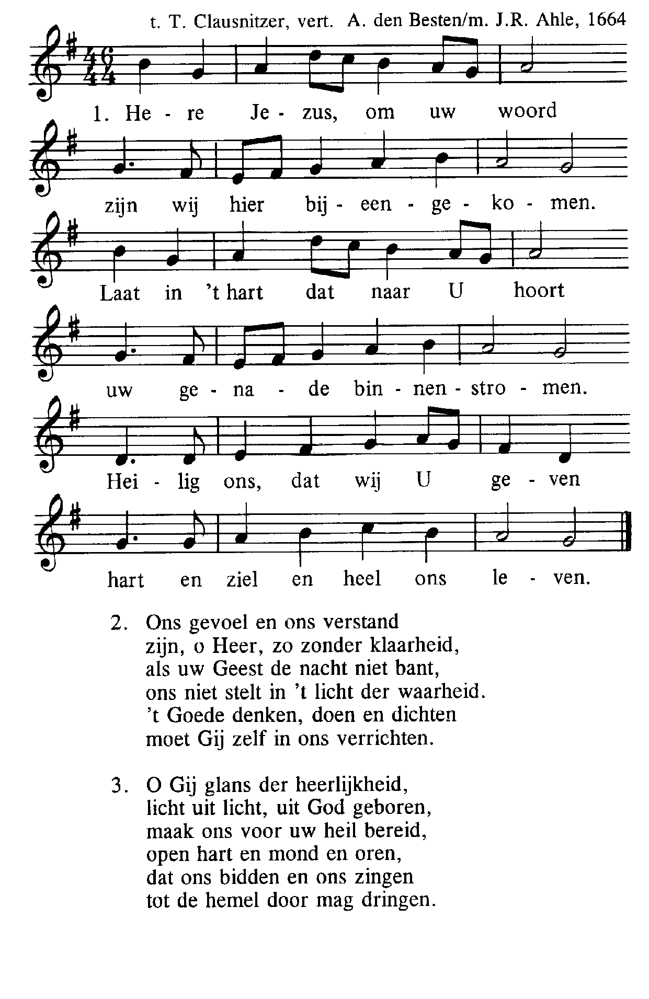 t. T. Clausnitzer, vert. A. den Besten/m. J.R. Ahle, 1664
4 6
4 4
1. He - re Je - zus, om uw woord
zijn wij hier bij - een - ge - ko - men.
Laat in 't hart dat naar U hoort
uw ge - na - de bin - nen - stro - men.
Hei - lig ons, dat wij U ge - ven
hart en ziel en heel ons le - ven.
2. Ons gevoel en ons verstand
zijn, o Heer, zo zonder klaarheid,
als uw Geest de nacht niet bant,
ons niet stelt in 't licht der waarheid.
't Goede denken, doen en dichten
moet Gij zelf in ons verrichten.
3. O Gij glans der heerlijkheid,
licht uit licht, uit God geboren,
maak ons voor uw heil bereid,
open hart en mond en oren,
dat ons bidden en ons zingen
tot de hemel door mag dringen.